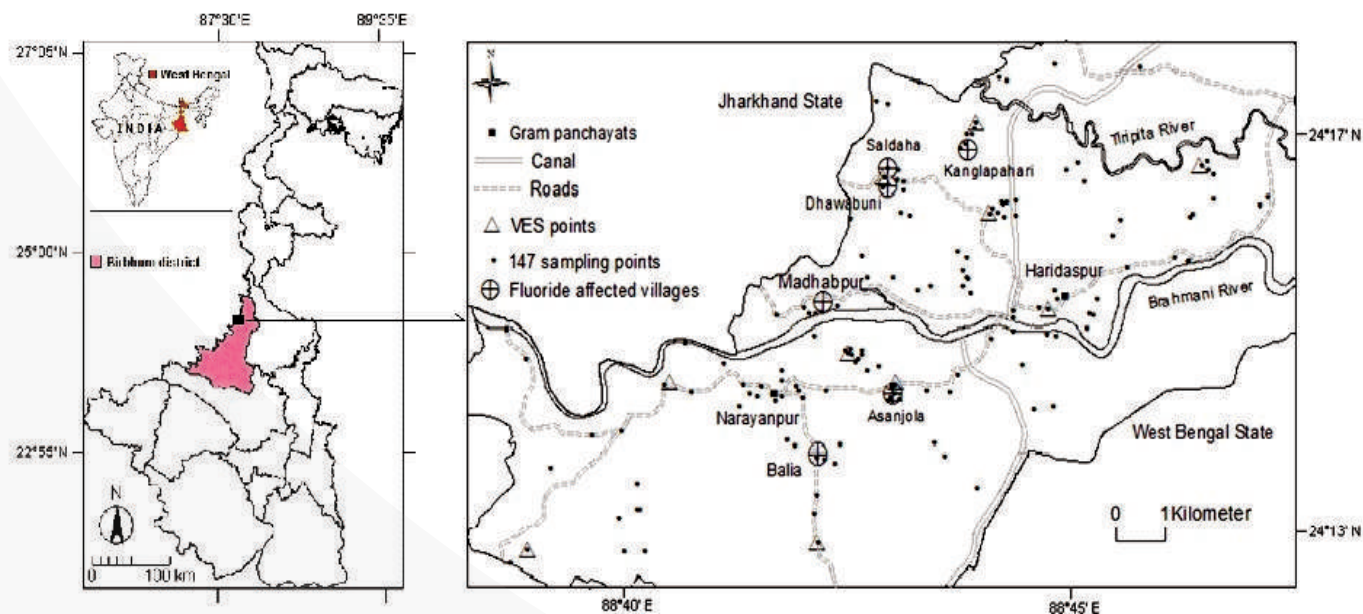 87°30'E 89°35'E
27°05'N
West Bengal
INDIA
Birbhum district
25°00'N
22°55'N
N
0 100 km
N
Gram panchayats
Canal
Roads
VES points
147 sampling points
Fluoride affected villages
Jharkhand State
Saldaha
Kanglapahari
Dhawabuni
Tiripita River
24°17'N
Madhabpur
Haridaspur
Brahmani River
Narayanpur
Asanjola
Balia
West Bengal State
0 1Kilometer
24°13'N
88°40'E 88°45'E